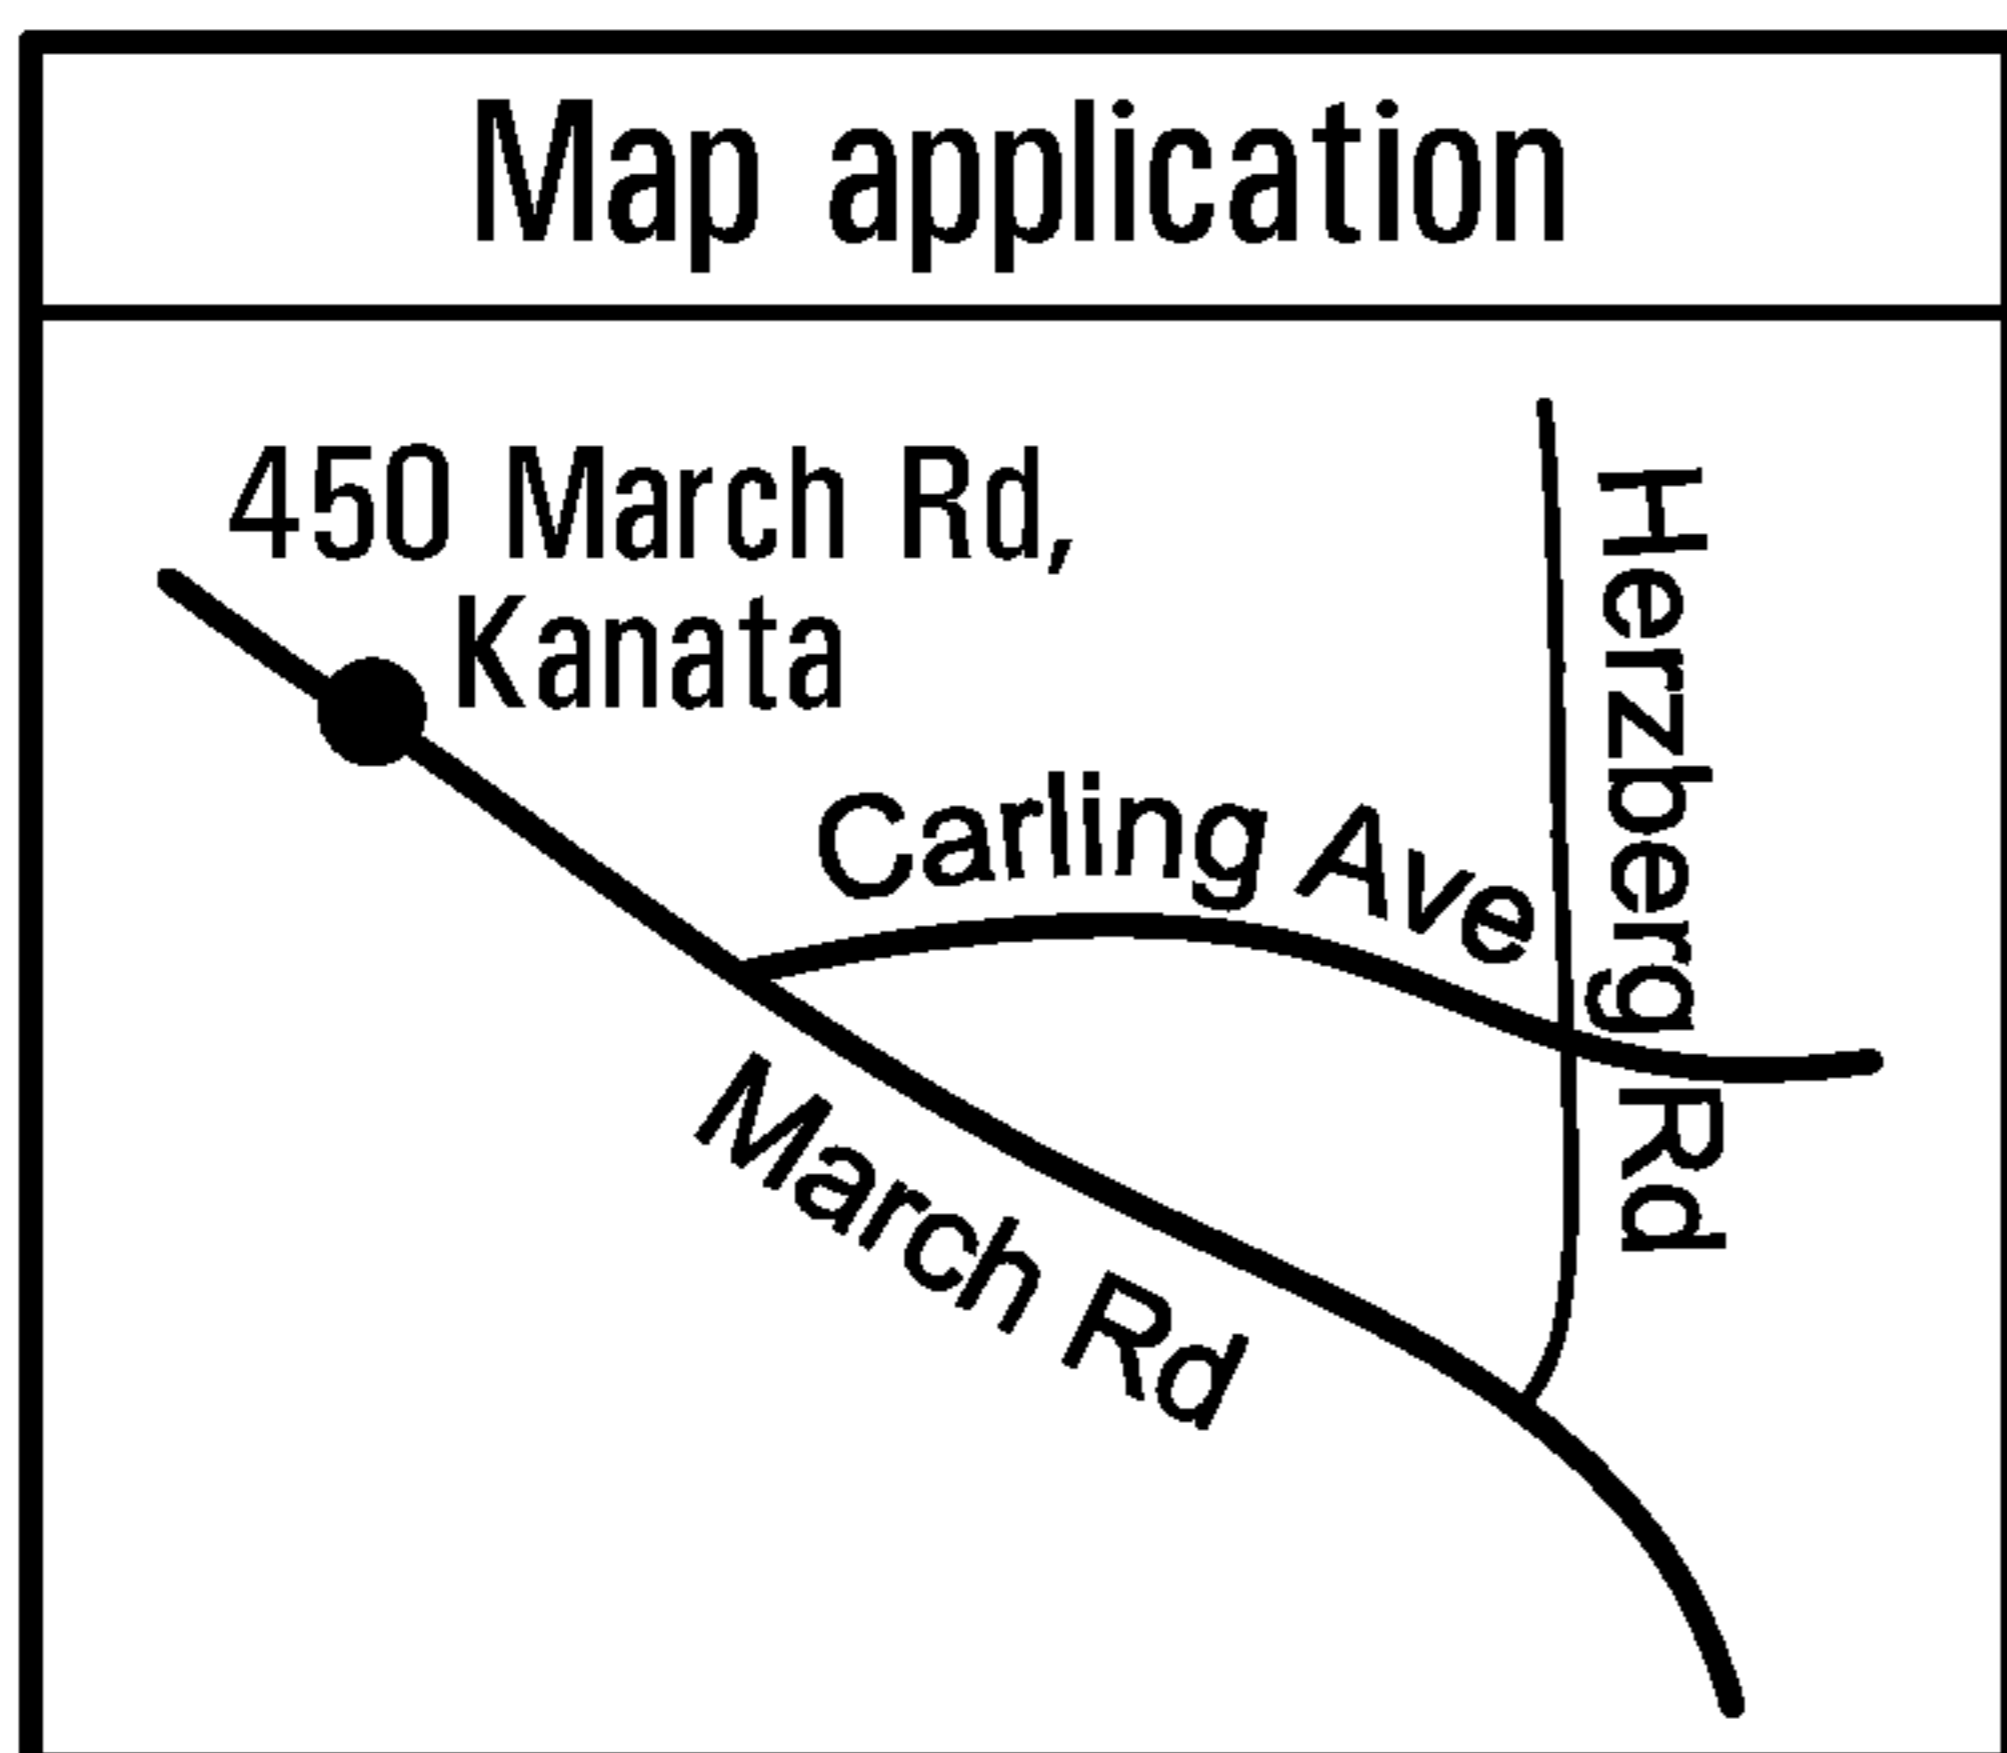 Map application
450 March Rd,
Kanata
Carling Ave
Herzberg Rd
March Rd